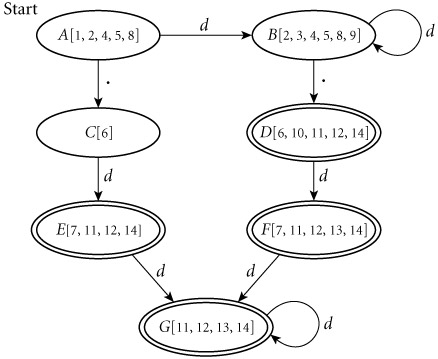 Start
A[1, 2, 4, 5, 8] d B[2, 3, 4, 5, 8, 9] d
. .
C[6] D[6, 10, 11, 12, 14]
d d
E[7, 11, 12, 14] F[7, 11, 12, 13, 14]
d d
G[11, 12, 13, 14] d